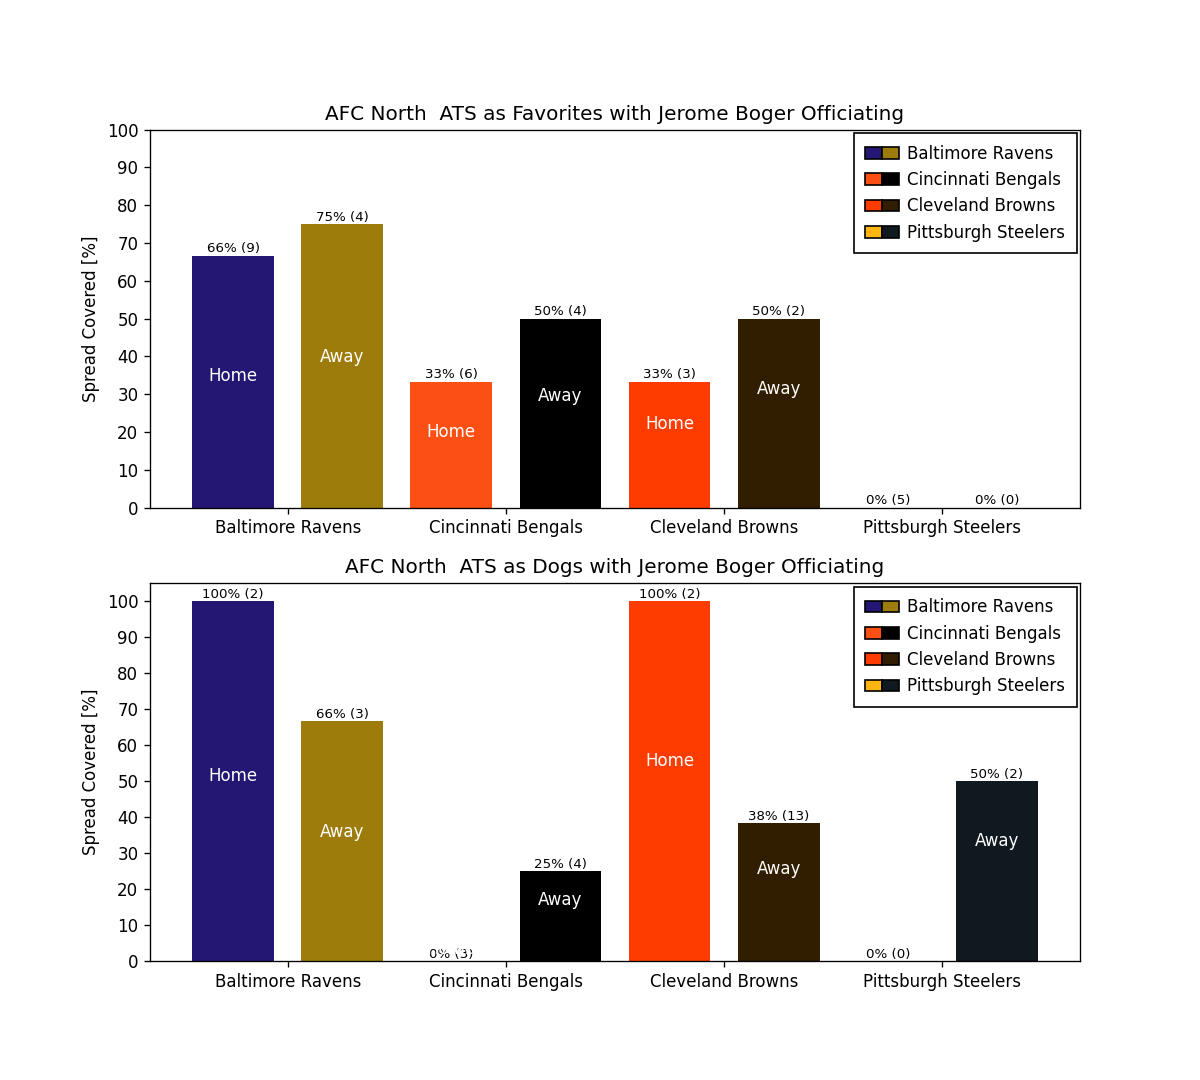 AFC North  ATS as Favorites with Jerome Boger Officiating
Spread Covered [%]
100
90
80
70
60
50
40
30
20
10
0
66% (9)
75% (4)
33% (6)
50% (4)
33% (3)
50% (2)
0% (5)
0% (0)
Home
Away
Home
Away
Home
Away
Baltimore Ravens
Cincinnati Bengals
Cleveland Browns
Pittsburgh Steelers
Baltimore Ravens
Cincinnati Bengals
Cleveland Browns
Pittsburgh Steelers
AFC North  ATS as Dogs with Jerome Boger Officiating
Spread Covered [%]
100
90
80
70
60
50
40
30
20
10
0
100% (2)
66% (3)
0% (3)
25% (4)
100% (2)
38% (13)
0% (0)
50% (2)
Home
Away
Away
Home
Away
Away
Baltimore Ravens
Cincinnati Bengals
Cleveland Browns
Pittsburgh Steelers
Baltimore Ravens
Cincinnati Bengals
Cleveland Browns
Pittsburgh Steelers